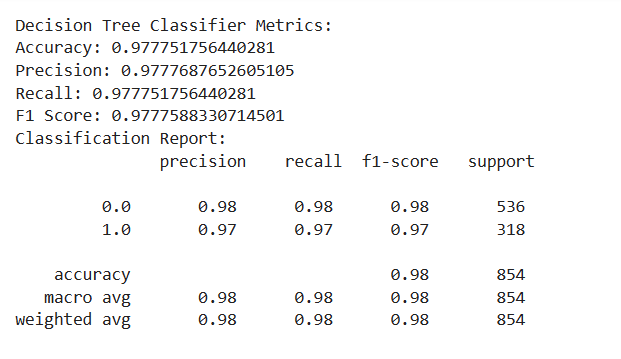 Decision Tree Classifier Metrics:
Accuracy: 0.977751756440281
Precision: 0.9777687652605105
Recall: 0.977751756440281
F1 Score: 0.9777588330714501
Classification Report:
precision recall f1-score support
0.0 0.98 0.98 0.98 536
1.0 0.97 0.97 0.97 318
accuracy 0.98 854
macro avg 0.98 0.98 0.98 854
weighted avg 0.98 0.98 0.98 854